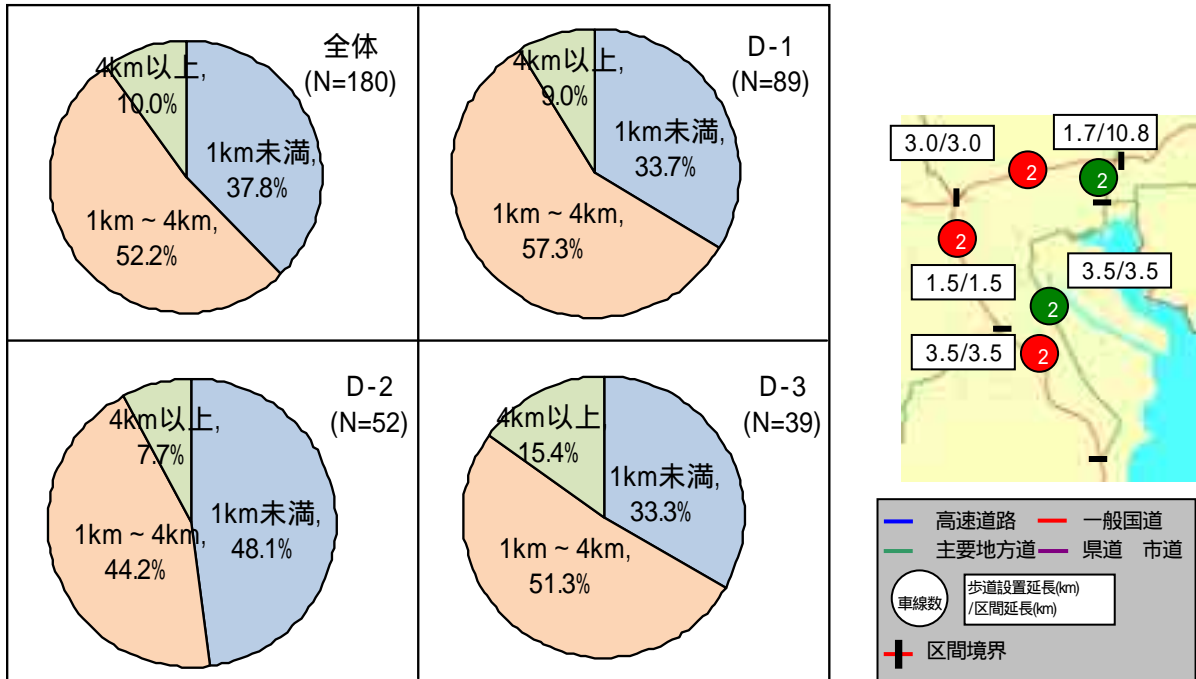 全体
(N=180)
4km以上,
10.0%
1km未満,
37.8%
1km ~ 4km,
52.2%
D-1
(N=89)
4km以上,
9.0%
1km未満,
33.7%
1km ~ 4km,
57.3%
D-2
(N=52)
4km以上,
7.7%
1km未満,
48.1%
1km ~ 4km,
44.2%
D-3
(N=39)
4km以上,
15.4%
1km未満,
33.3%
1km ~ 4km,
51.3%
3.0/3.0
1.7/10.8
2
2
2
1.5/1.5
3.5/3.5
2
3.5/3.5
2
高速道路 一般国道
主要地方道 県道 市道
車線数
歩道設置延長(km)
/区間延長(km)
区間境界